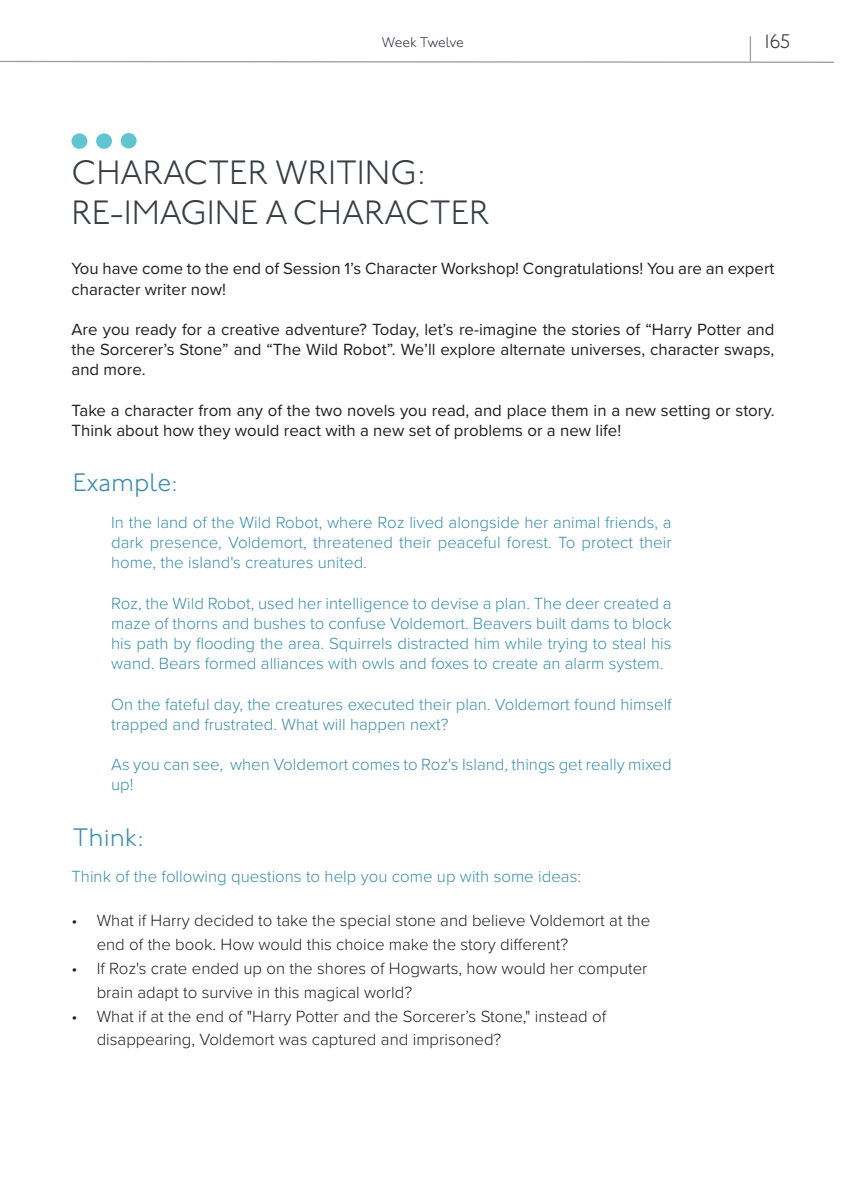 Week Twelve
165
CHARACTER WRITING:
RE-IMAGINE A CHARACTER
You have come to the end of Session 1’s Character Workshop! Congratulations! You are an expert
character writer now!
Are you ready for a creative adventure? Today, let’s re-imagine the stories of “Harry Potter and
the Sorcerer’s Stone” and “The Wild Robot”. We’ll explore alternate universes, character swaps,
and more.
Take a character from any of the two novels you read, and place them in a new setting or story.
Think about how they would react with a new set of problems or a new life!
Example:
In the land of the Wild Robot, where Roz lived alongside her animal friends, a
dark presence, Voldemort, threatened their peaceful forest. To protect their
home, the island's creatures united.
Roz, the Wild Robot, used her intelligence to devise a plan. The deer created a
maze of thorns and bushes to confuse Voldemort. Beavers built dams to block
his path by flooding the area. Squirrels distracted him while trying to steal his
wand. Bears formed alliances with owls and foxes to create an alarm system.
On the fateful day, the creatures executed their plan. Voldemort found himself
trapped and frustrated. What will happen next?
As you can see,  when Voldemort comes to Roz's Island, things get really mixed
up!
Think:
Think of the following questions to help you come up with some ideas:
• What if Harry decided to take the special stone and believe Voldemort at the
end of the book. How would this choice make the story different?
• If Roz's crate ended up on the shores of Hogwarts, how would her computer
brain adapt to survive in this magical world?
• What if at the end of "Harry Potter and the Sorcerer’s Stone," instead of
disappearing, Voldemort was captured and imprisoned?